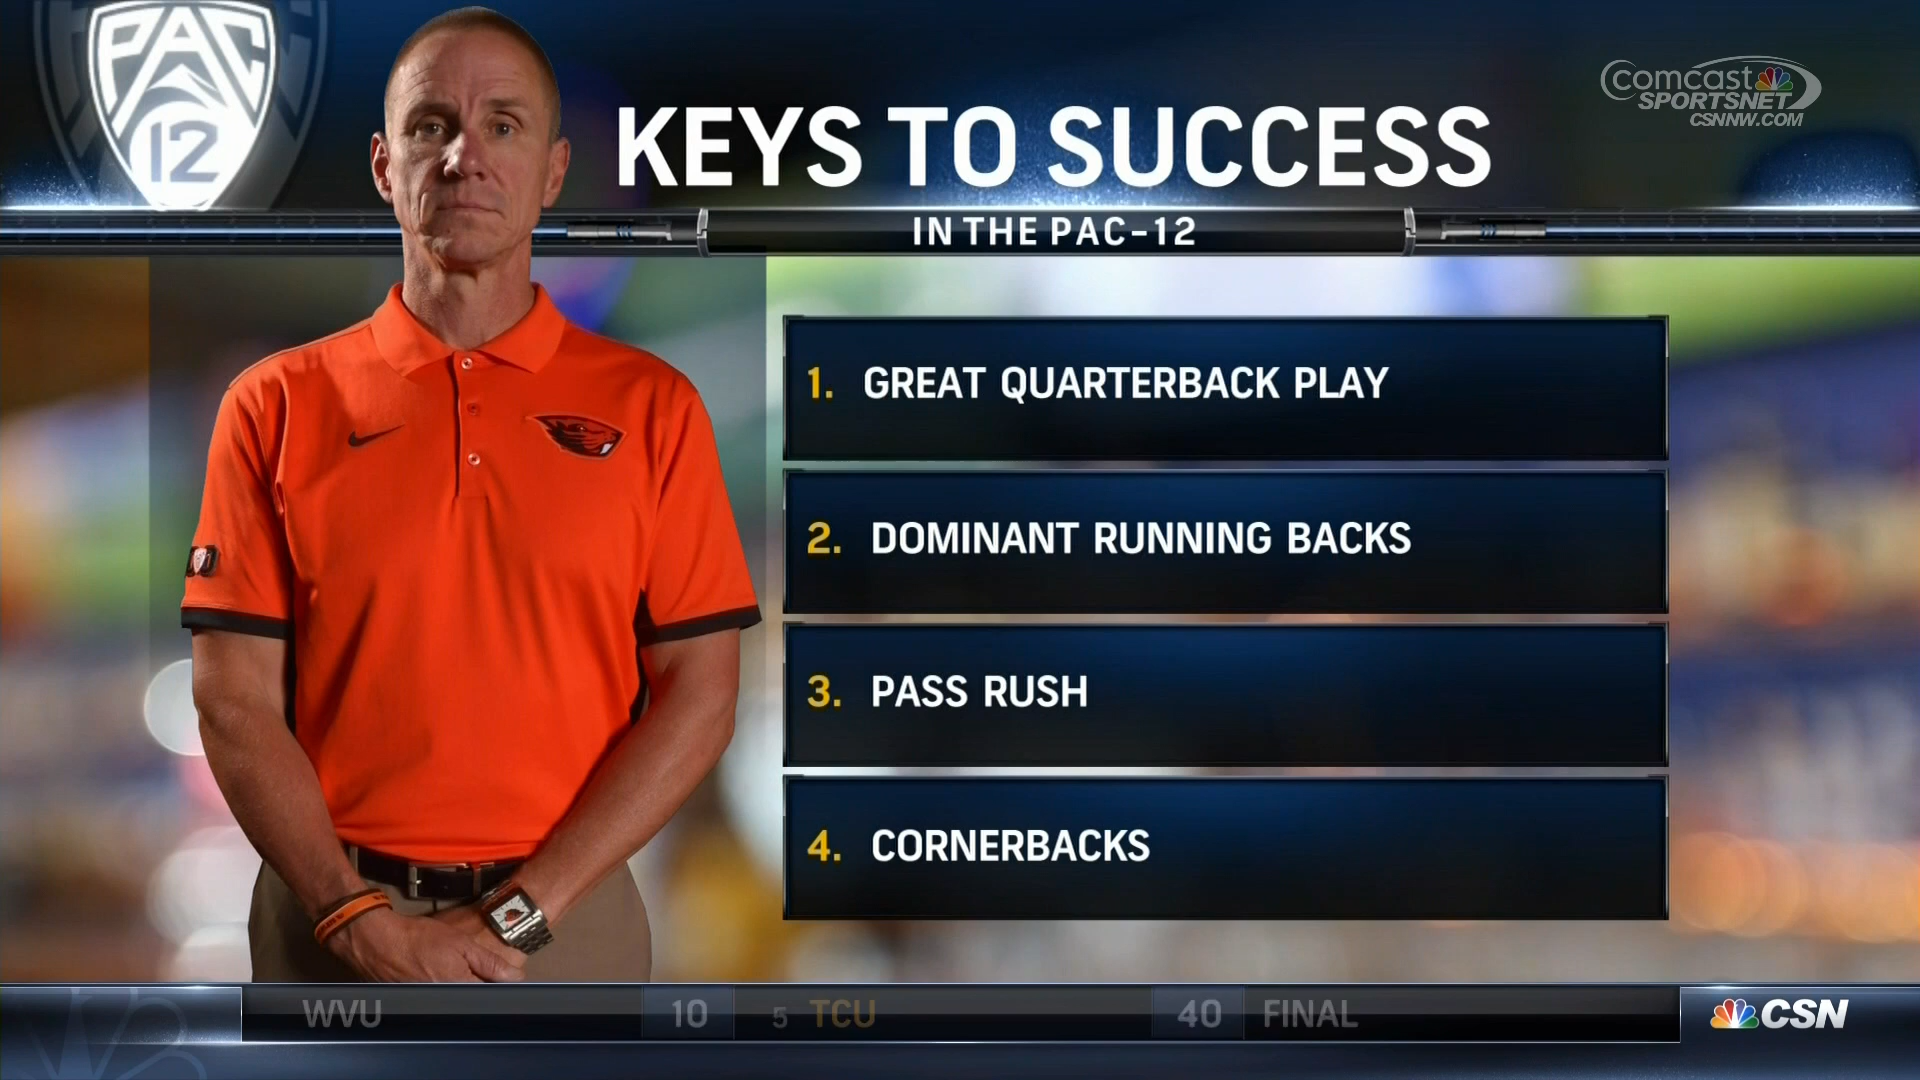 PAC
12
KEYS TO SUCCESS
IN THE PAC-12
comcast
SPORTSNET
CSNNW.COM
1. GREAT QUARTERBACK PLAY
2. DOMINANT RUNNING BACKS
3. PASS RUSH
4. CORNERBACKS
WVU 10 5 TCU 40 FINAL
CSN